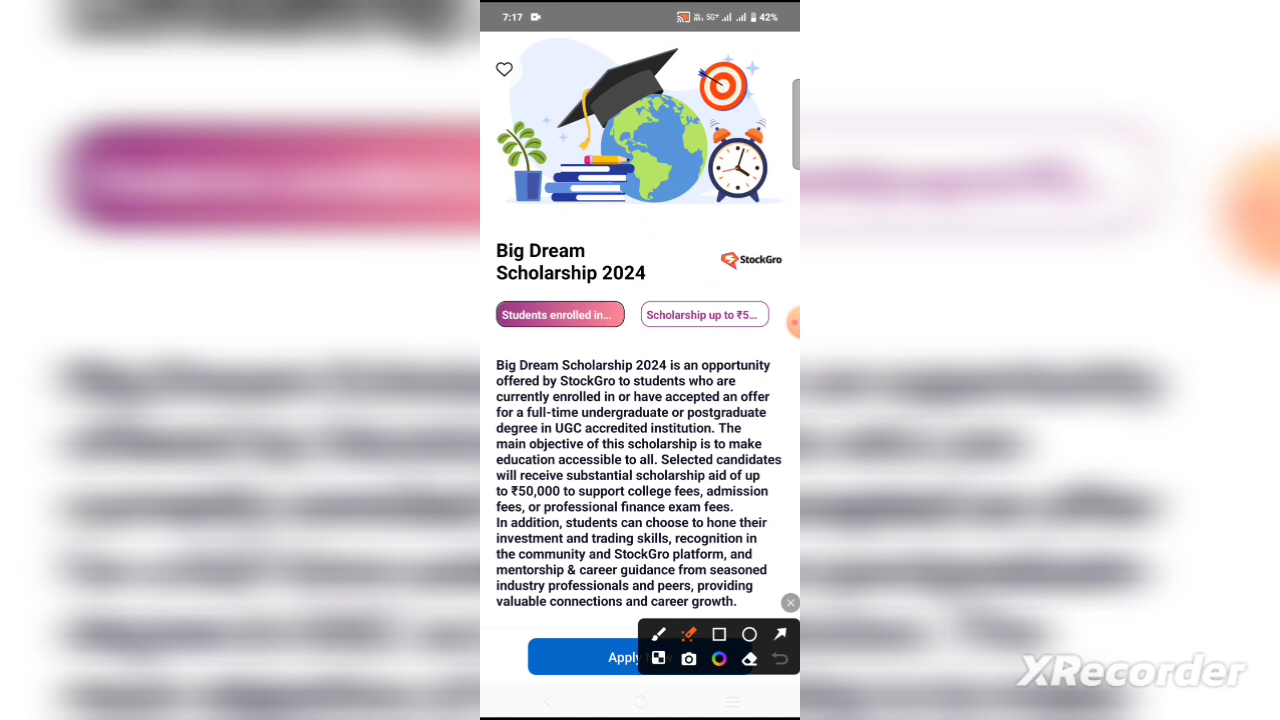 7:17
5G+
42%
Big Dream
Scholarship 2024
StockGro
Students enrolled in...
Scholarship up to ₹5...
Big Dream Scholarship 2024 is an opportunity
offered by StockGro to students who are
currently enrolled in or have accepted an offer
for a full-time undergraduate or postgraduate
degree in UGC accredited institution. The
main objective of this scholarship is to make
education accessible to all. Selected candidates
will receive substantial scholarship aid of up
to ₹50,000 to support college fees, admission
fees, or professional finance exam fees.
In addition, students can choose to hone their
investment and trading skills, recognition in
the community and StockGro platform, and
mentorship & career guidance from seasoned
industry professionals and peers, providing
valuable connections and career growth.
Apply
XRecorder